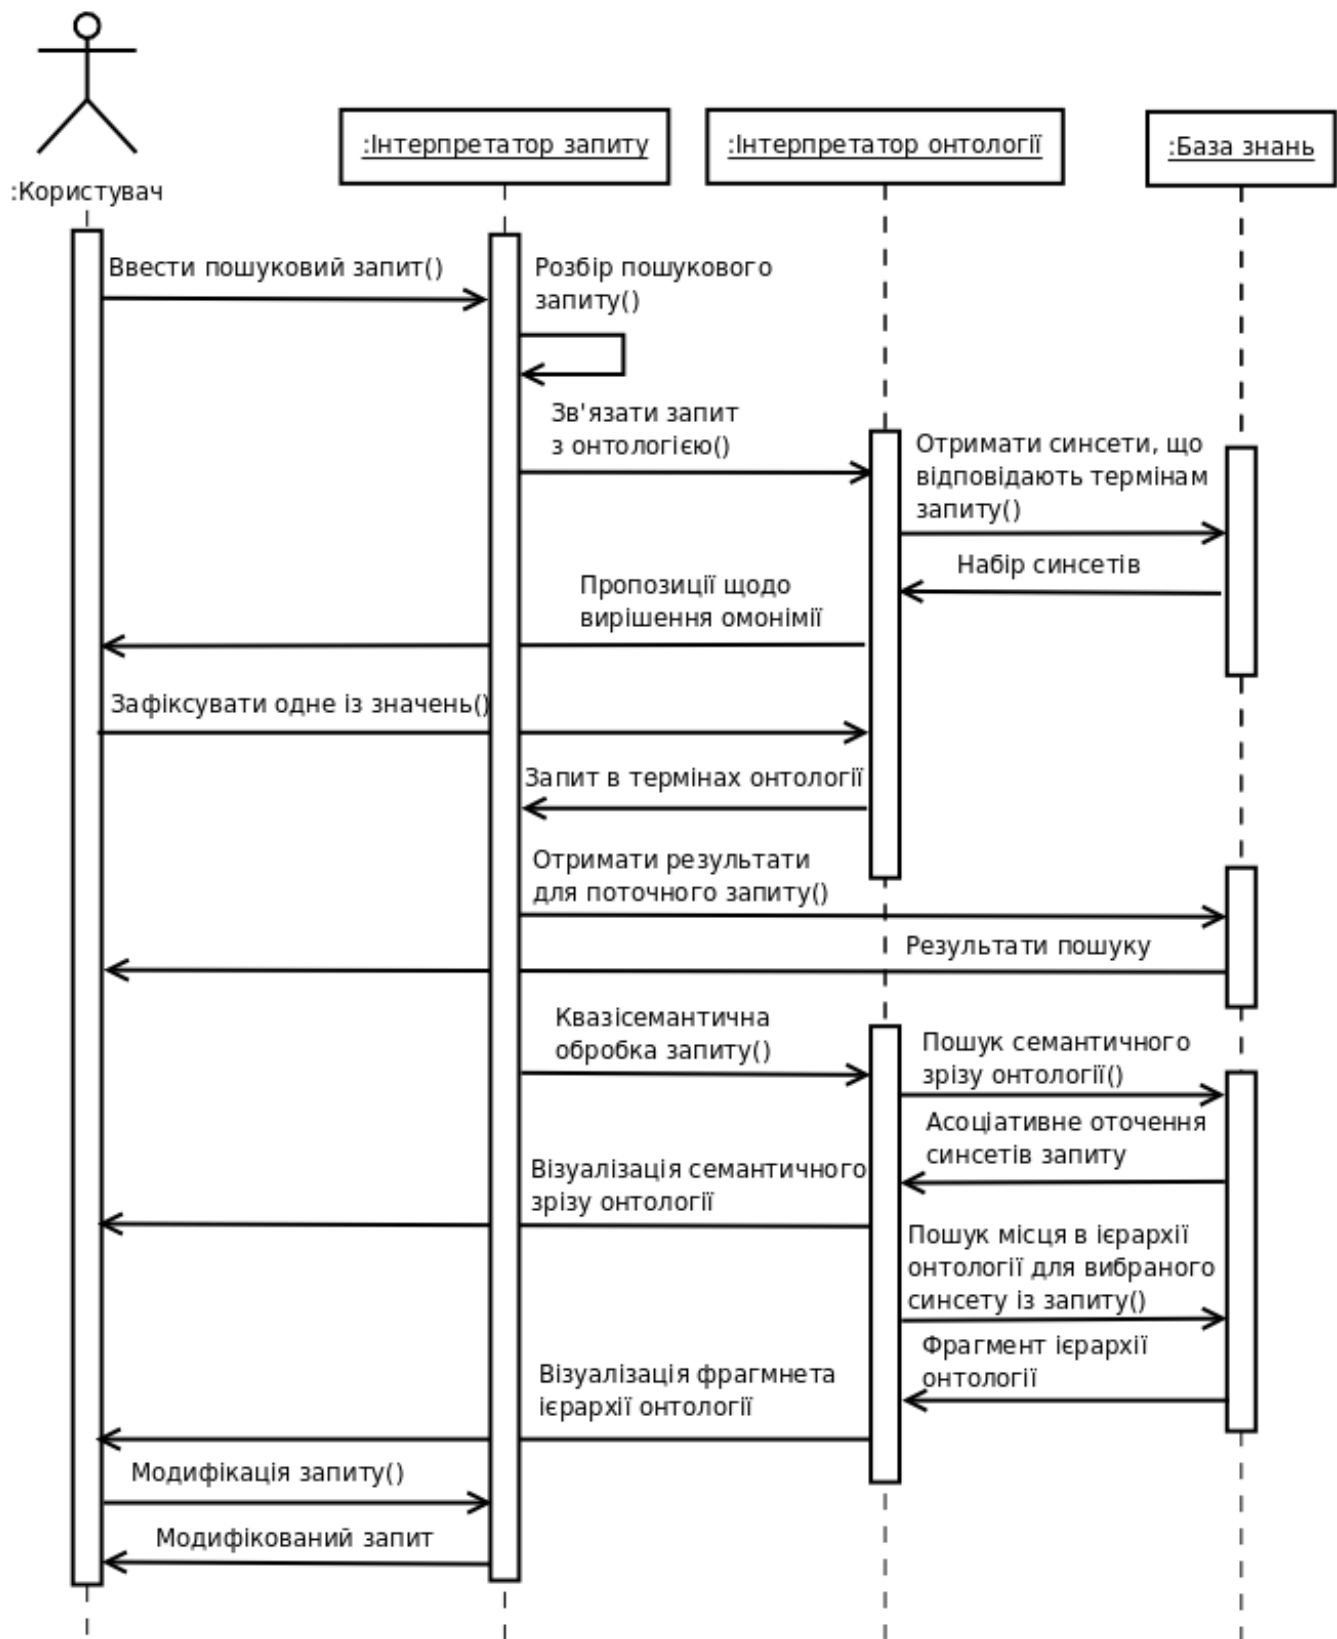 :Користувач
:Інтерпретатор запиту
:Інтерпретатор онтології
:База знань
Ввести пошуковий запит()
Розбір пошукового
запиту()
Зв'язати запит
з онтологією()
Отримати синсети, що
відповідають термінам
запиту()
Набір синсетів
Пропозиції щодо
вирішення омонімії
Зафіксувати одне із значень()
Запит в термінах онтології
Отримати результати
для поточного запиту()
Результати пошуку
Квазісемантична
обробка запиту()
Пошук семантичного
зрізу онтології()
Асоціативне оточення
синсетів запиту
Візуалізація семантичного
зрізу онтології
Пошук місця в ієрархії
онтології для вибраного
синсету із запиту()
Фрагмент ієрархії
онтології
Візуалізація фрагмнета
ієрархії онтології
Модифікація запиту()
Модифікований запит